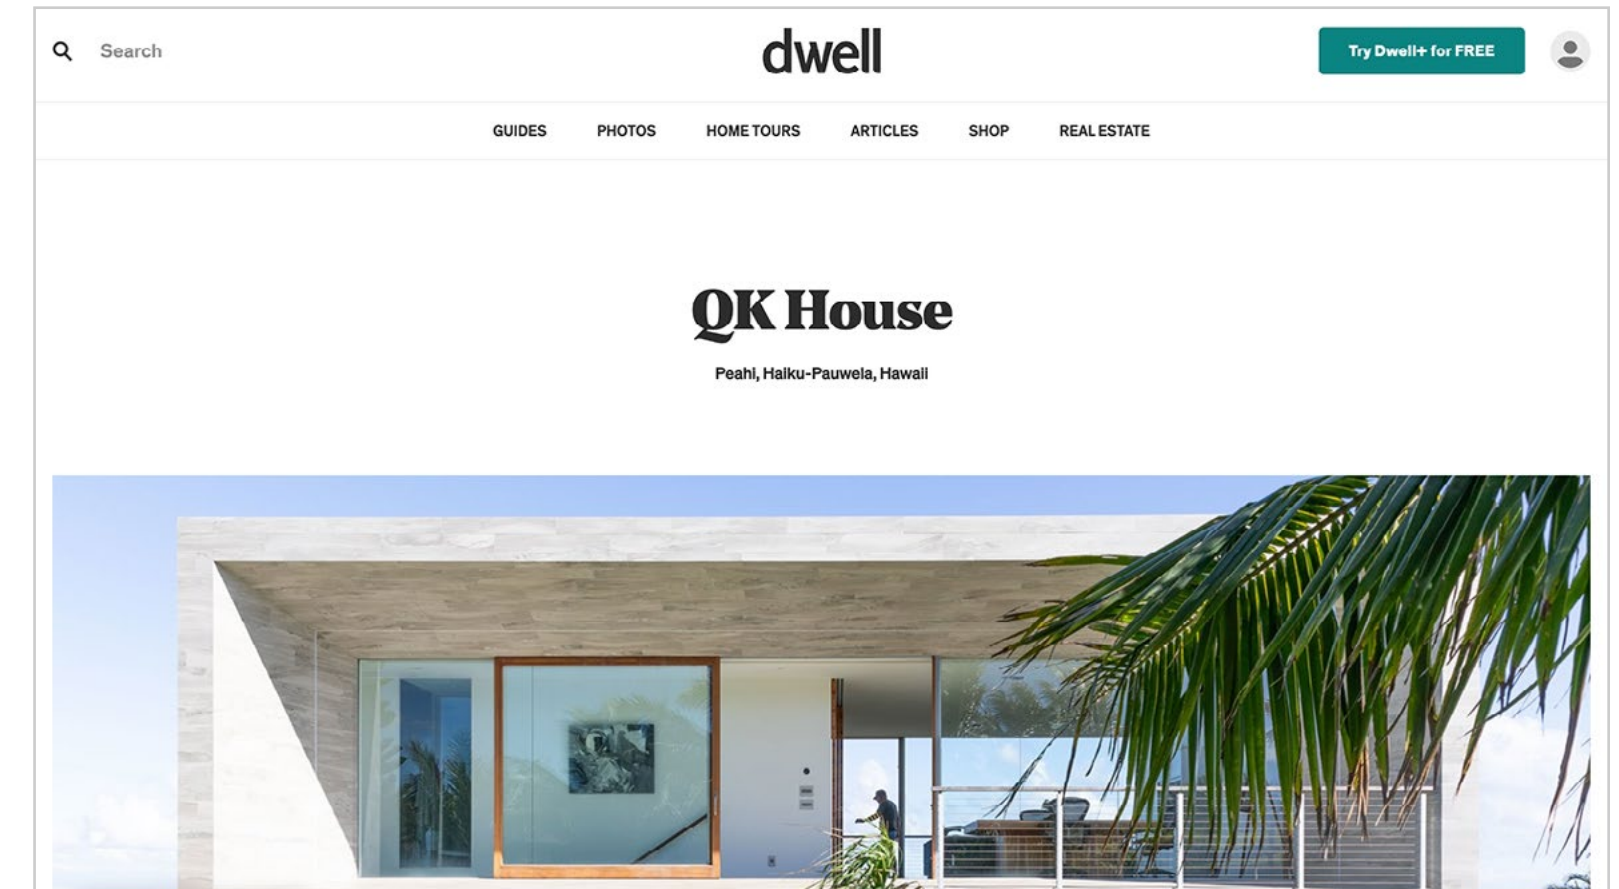 Search
dwell
Try Dwell+ for FREE
GUIDES PHOTOS HOME TOURS ARTICLES SHOP REAL ESTATE
QK House
Peahi, Haiku-Pauwela, Hawaii